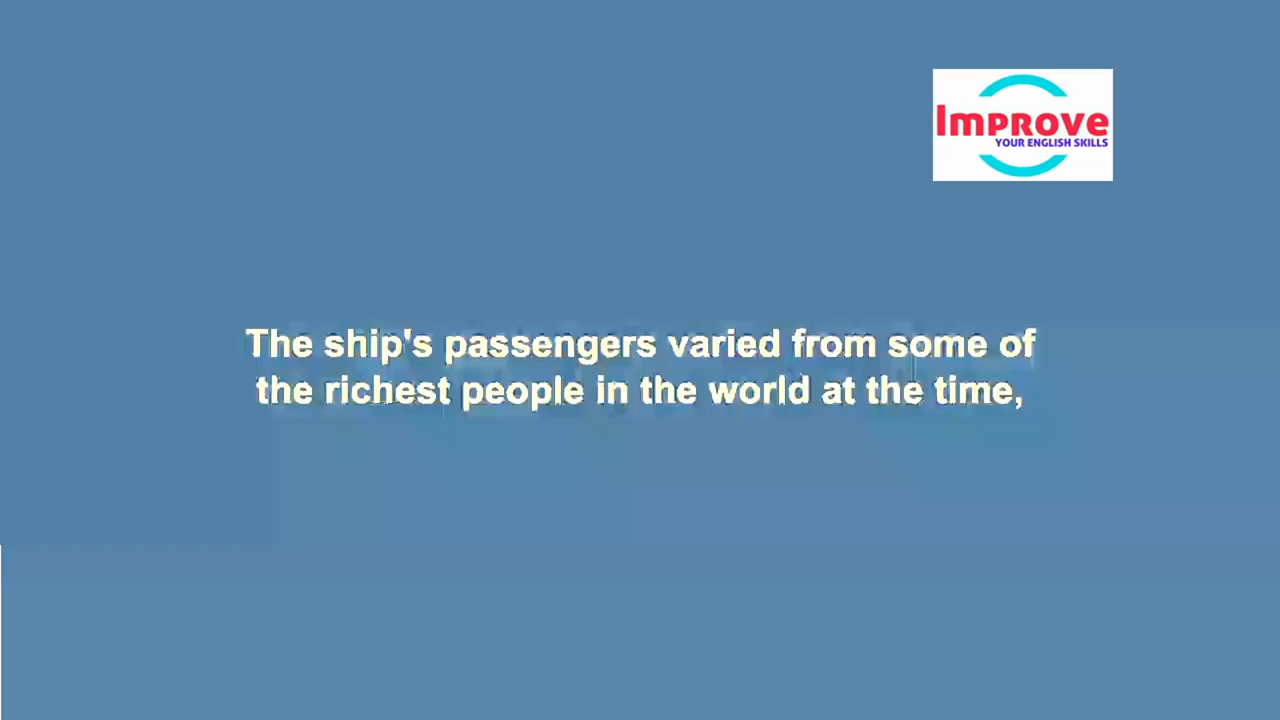 Improve
YOUR ENGLISH SKILLS
The ship's passengers varied from some of
the richest people in the world at the time,